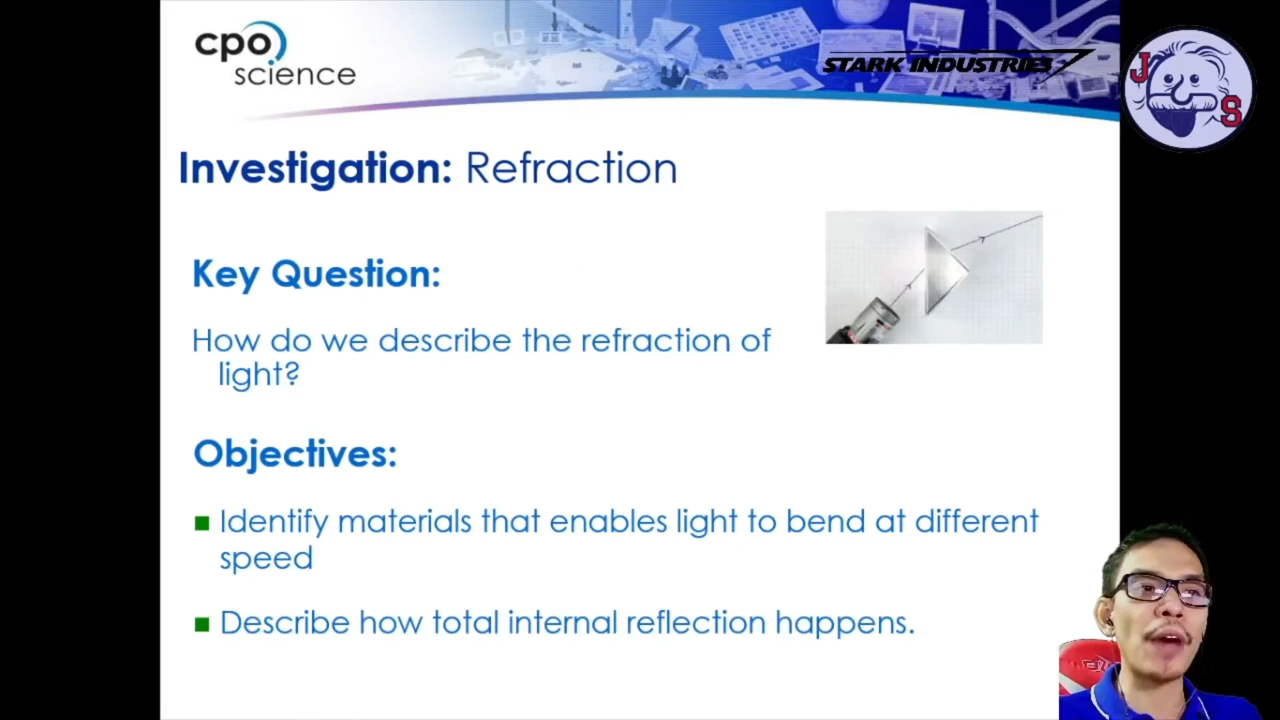 cpo
science
STARK INDUSTRIES
J
S
Investigation: Refraction
Key Question:
How do we describe the refraction of
light?
Objectives:
Identify materials that enables light to bend at different
speed
Describe how total internal reflection happens.